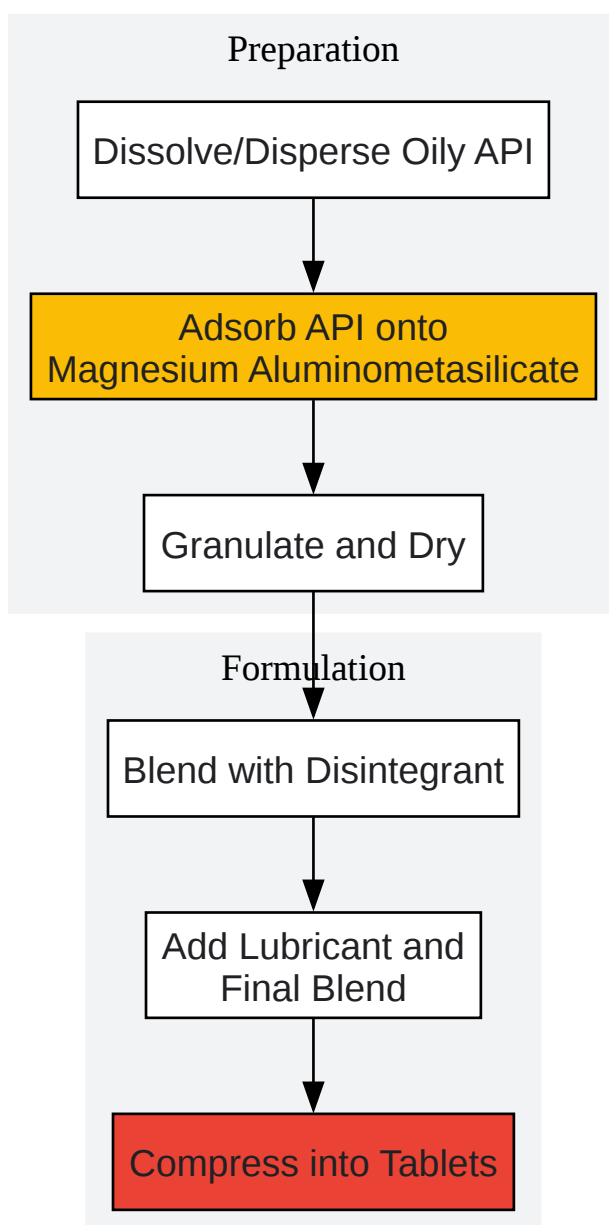 Preparation
Dissolve/Disperse Oily API
Adsorb API onto
Magnesium Aluminometasilicate
Granulate and Dry
Formulation
Blend with Disintegrant
Add Lubricant and
Final Blend
Compress into Tablets